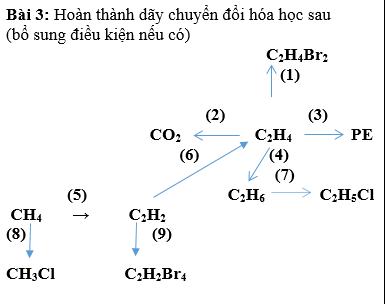 Bài 3: Hoàn thành dãy chuyển đổi hóa học sau
(bổ sung điều kiện nếu có)
C₂H₄Br₂
(1)
(2) (3)
CO₂ C₂H₄ PE
(6) (4)
(7)
C₂H₆ C₂H₅Cl
(5)
CH₄ → C₂H₂
(8) (9)
CH₃Cl C₂H₂Br₄